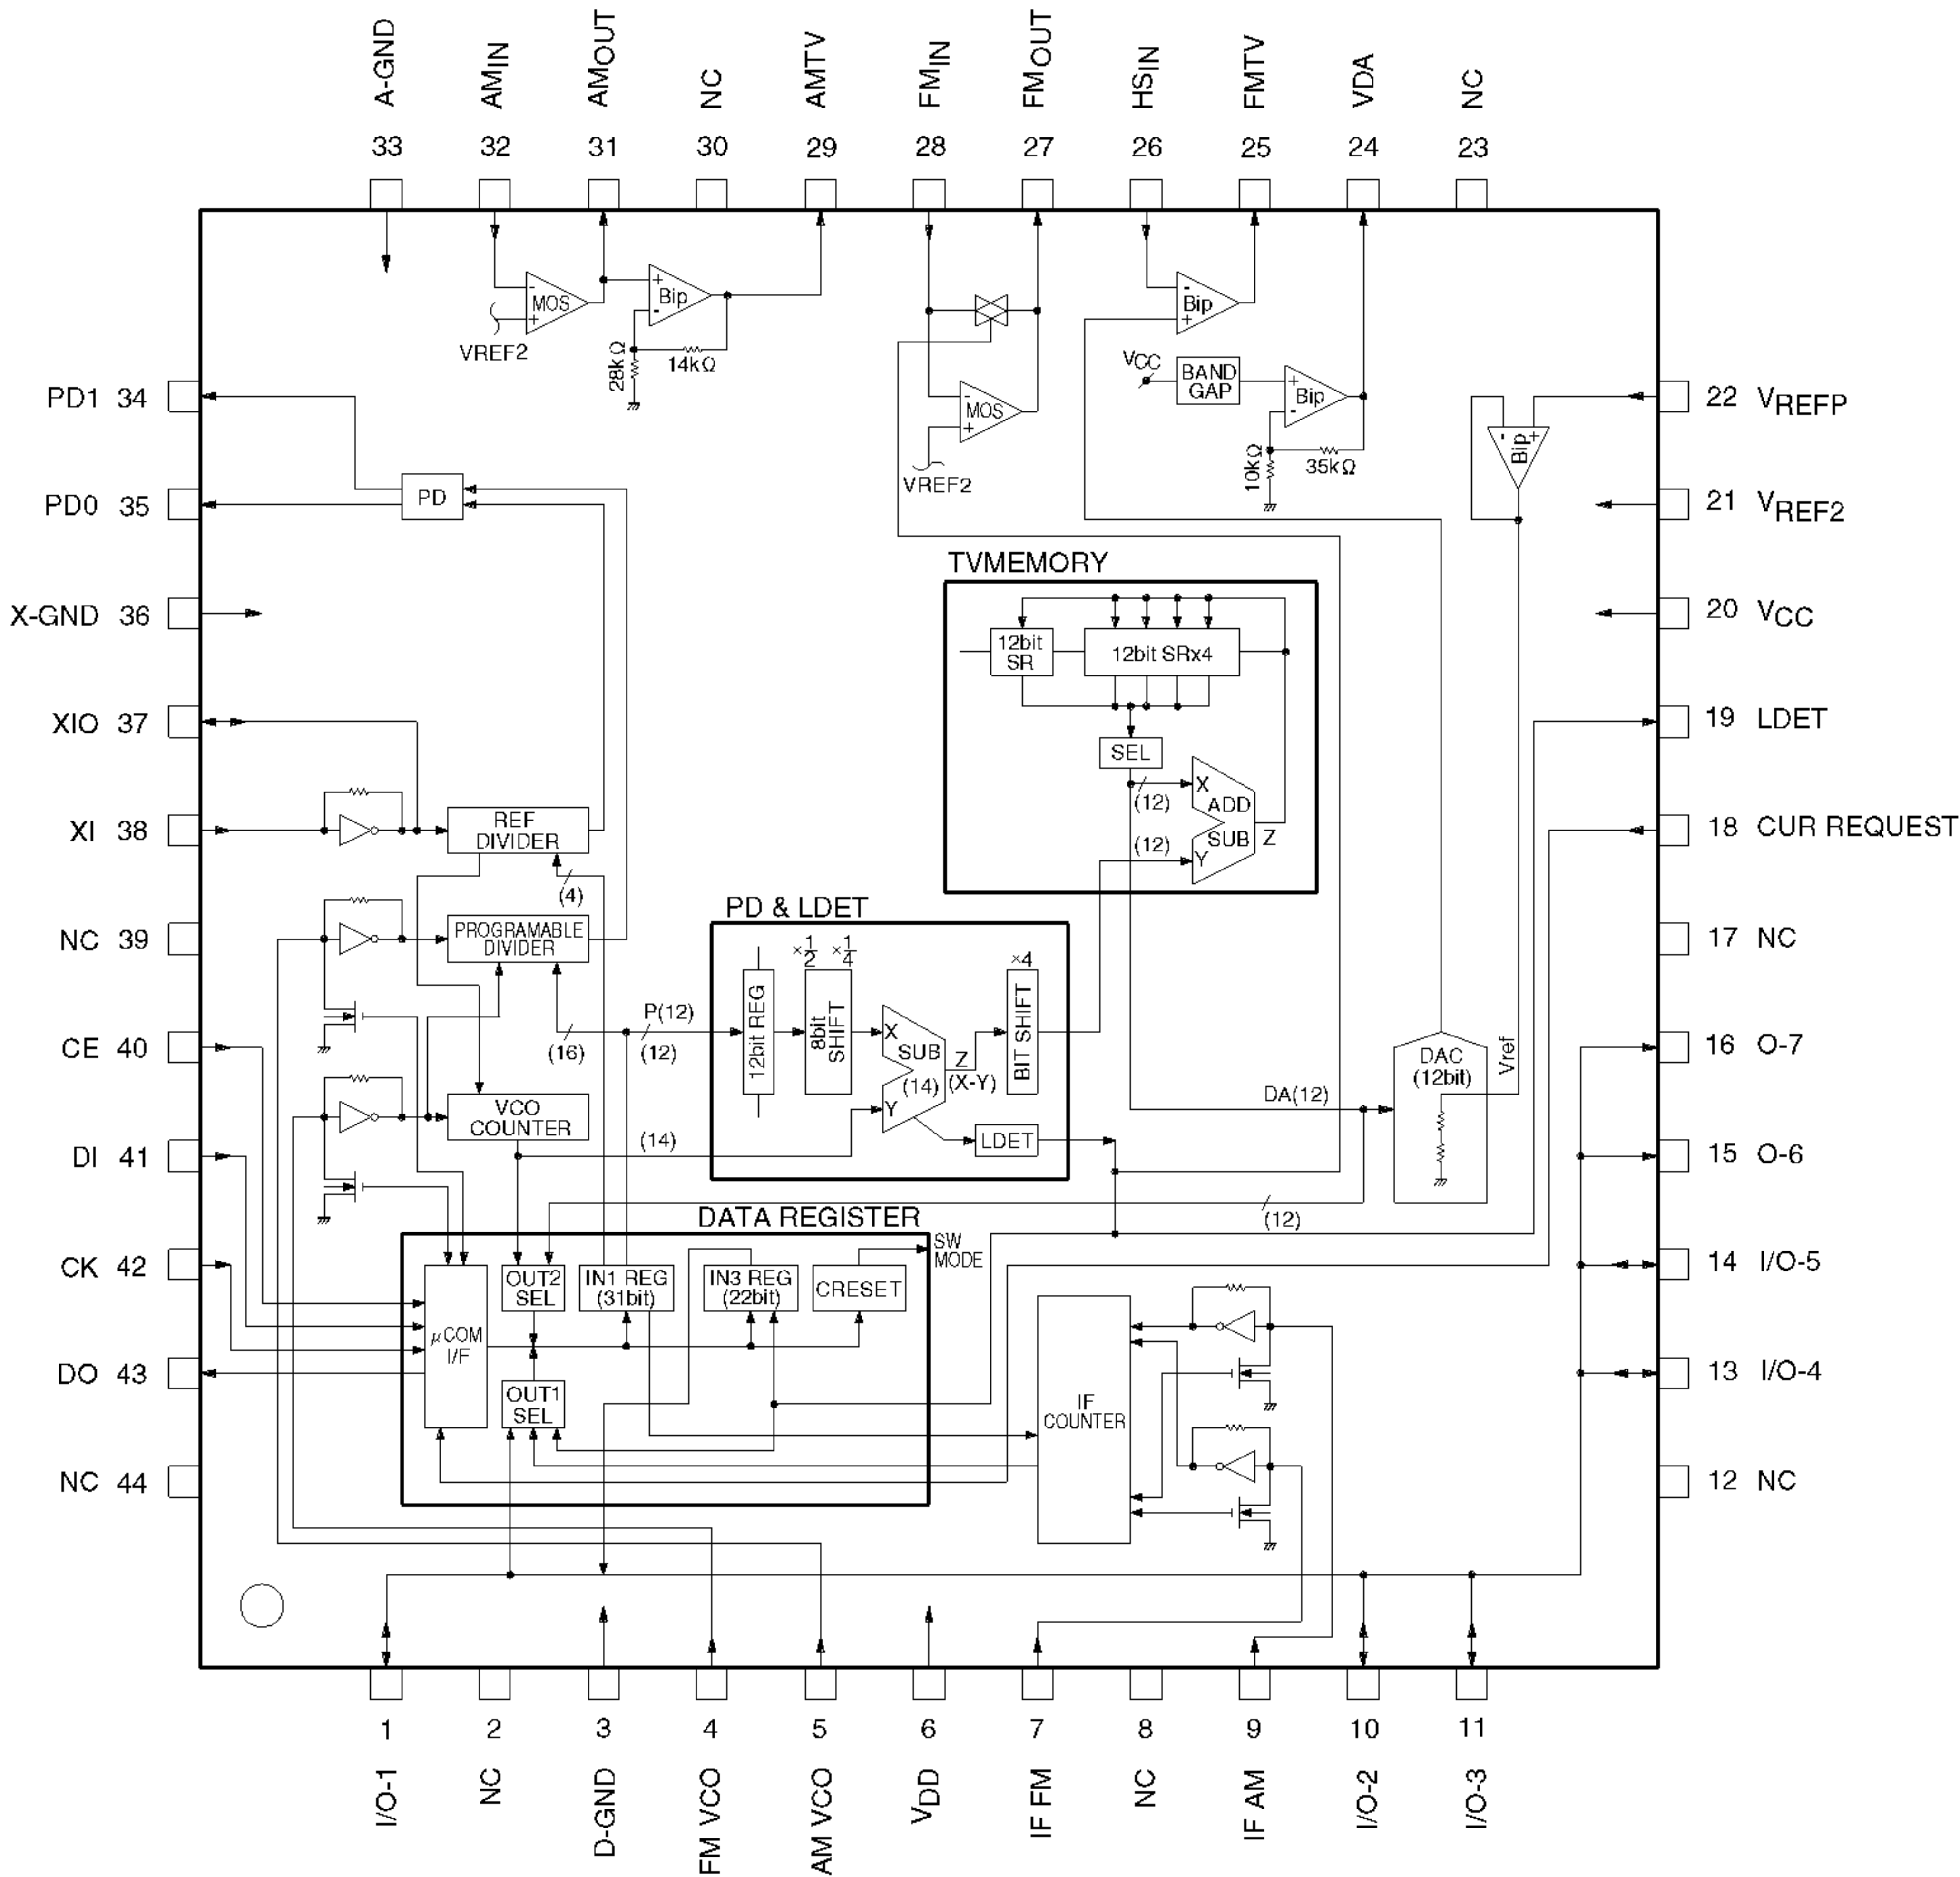 A-GND
AMIN
AMOUT
NC
AMTV
FMIN
FMOUT
HSIN
FMTV
VDA
NC
33 32 31 30 29 28 27 26 25 24 23
- MOS +
VREF2
+ Bip -
28kΩ
14kΩ
- MOS +
VREF2
- Bip +
VCC
BAND GAP
+ Bip -
10kΩ
35kΩ
- Bip +
PD1 34
PD0 35
PD
X-GND 36
XIO 37
XI 38
NC 39
CE 40
DI 41
CK 42
DO 43
NC 44
22 VREFP
21 VREF2
20 VCC
19 LDET
18 CUR REQUEST
17 NC
16 O-7
15 O-6
14 I/O-5
13 I/O-4
12 NC
TVMEMORY
12bit
SR
12bit SRx4
SEL
(12)
X
ADD
SUB
Z
(12)
Y
REF
DIVIDER
(4)
PROGRAMABLE
DIVIDER
(16)
P(12)
(12)
VCO
COUNTER
(14)
PD & LDET
12bit REG
×1/2 ×1/4
8bit
SHIFT
X
SUB
(14)
Y
Z
(X-Y)
×4
BIT SHIFT
LDET
DA(12)
DAC
(12bit)
Vref
(12)
DATA REGISTER
SW
MODE
μCOM
I/F
OUT2
SEL
IN1 REG
(31bit)
IN3 REG
(22bit)
CRESET
OUT1
SEL
IF
COUNTER
1 2 3 4 5 6 7 8 9 10 11
I/O-1
NC
D-GND
FM VCO
AM VCO
VDD
IF FM
NC
IF AM
I/O-2
I/O-3